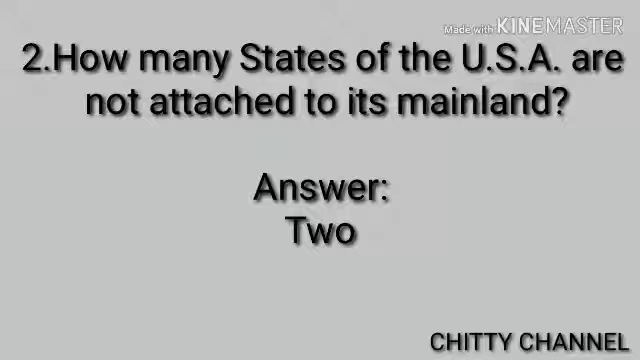 Made with KINEMASTER
2.How many States of the U.S.A. are
not attached to its mainland?
Answer:
Two
CHITTY CHANNEL